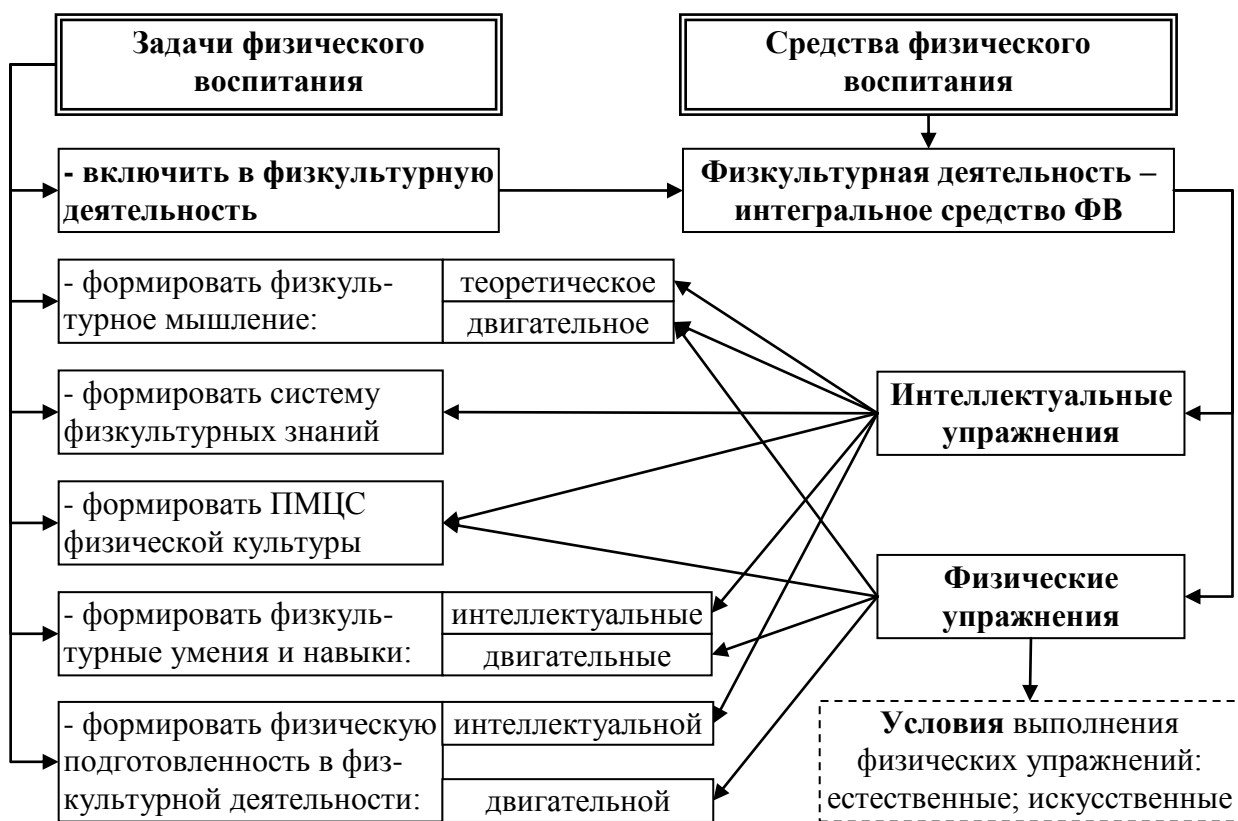 Задачи физического
воспитания
Средства физического
воспитания
- включить в физкультурную
деятельность
Физкультурная деятельность –
интегральное средство ФВ
- формировать физкуль-
турное мышление:
теоретическое
двигательное
- формировать систему
физкультурных знаний
Интеллектуальные
упражнения
- формировать ПМЦС
физической культуры
Физические
упражнения
- формировать физкуль-
турные умения и навыки:
интеллектуальные
двигательные
- формировать физическую
подготовленность в физ-
культурной деятельности:
интеллектуальной
двигательной
Условия выполнения
физических упражнений:
естественные; искусственные